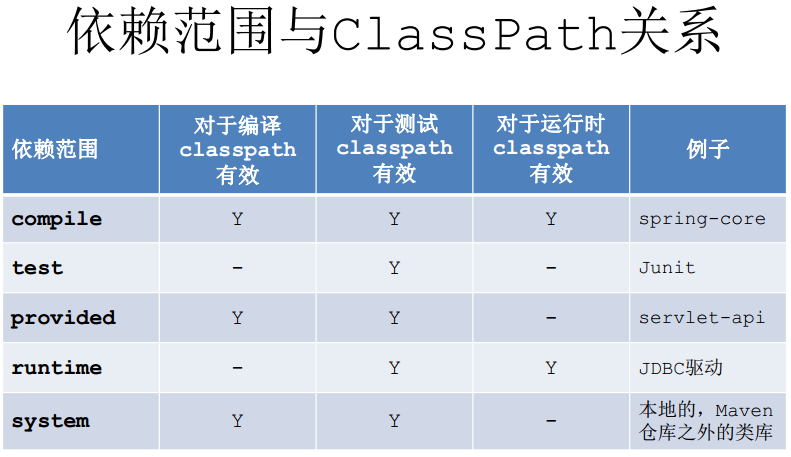 依赖范围与ClassPath关系
依赖范围
对于编译
classpath
有效
对于测试
classpath
有效
对于运行时
classpath
有效
例子
compile
Y
Y
Y
spring-core
test
-
Y
-
Junit
provided
Y
Y
-
servlet-api
runtime
-
Y
Y
JDBC驱动
system
Y
Y
-
本地的，Maven
仓库之外的类库